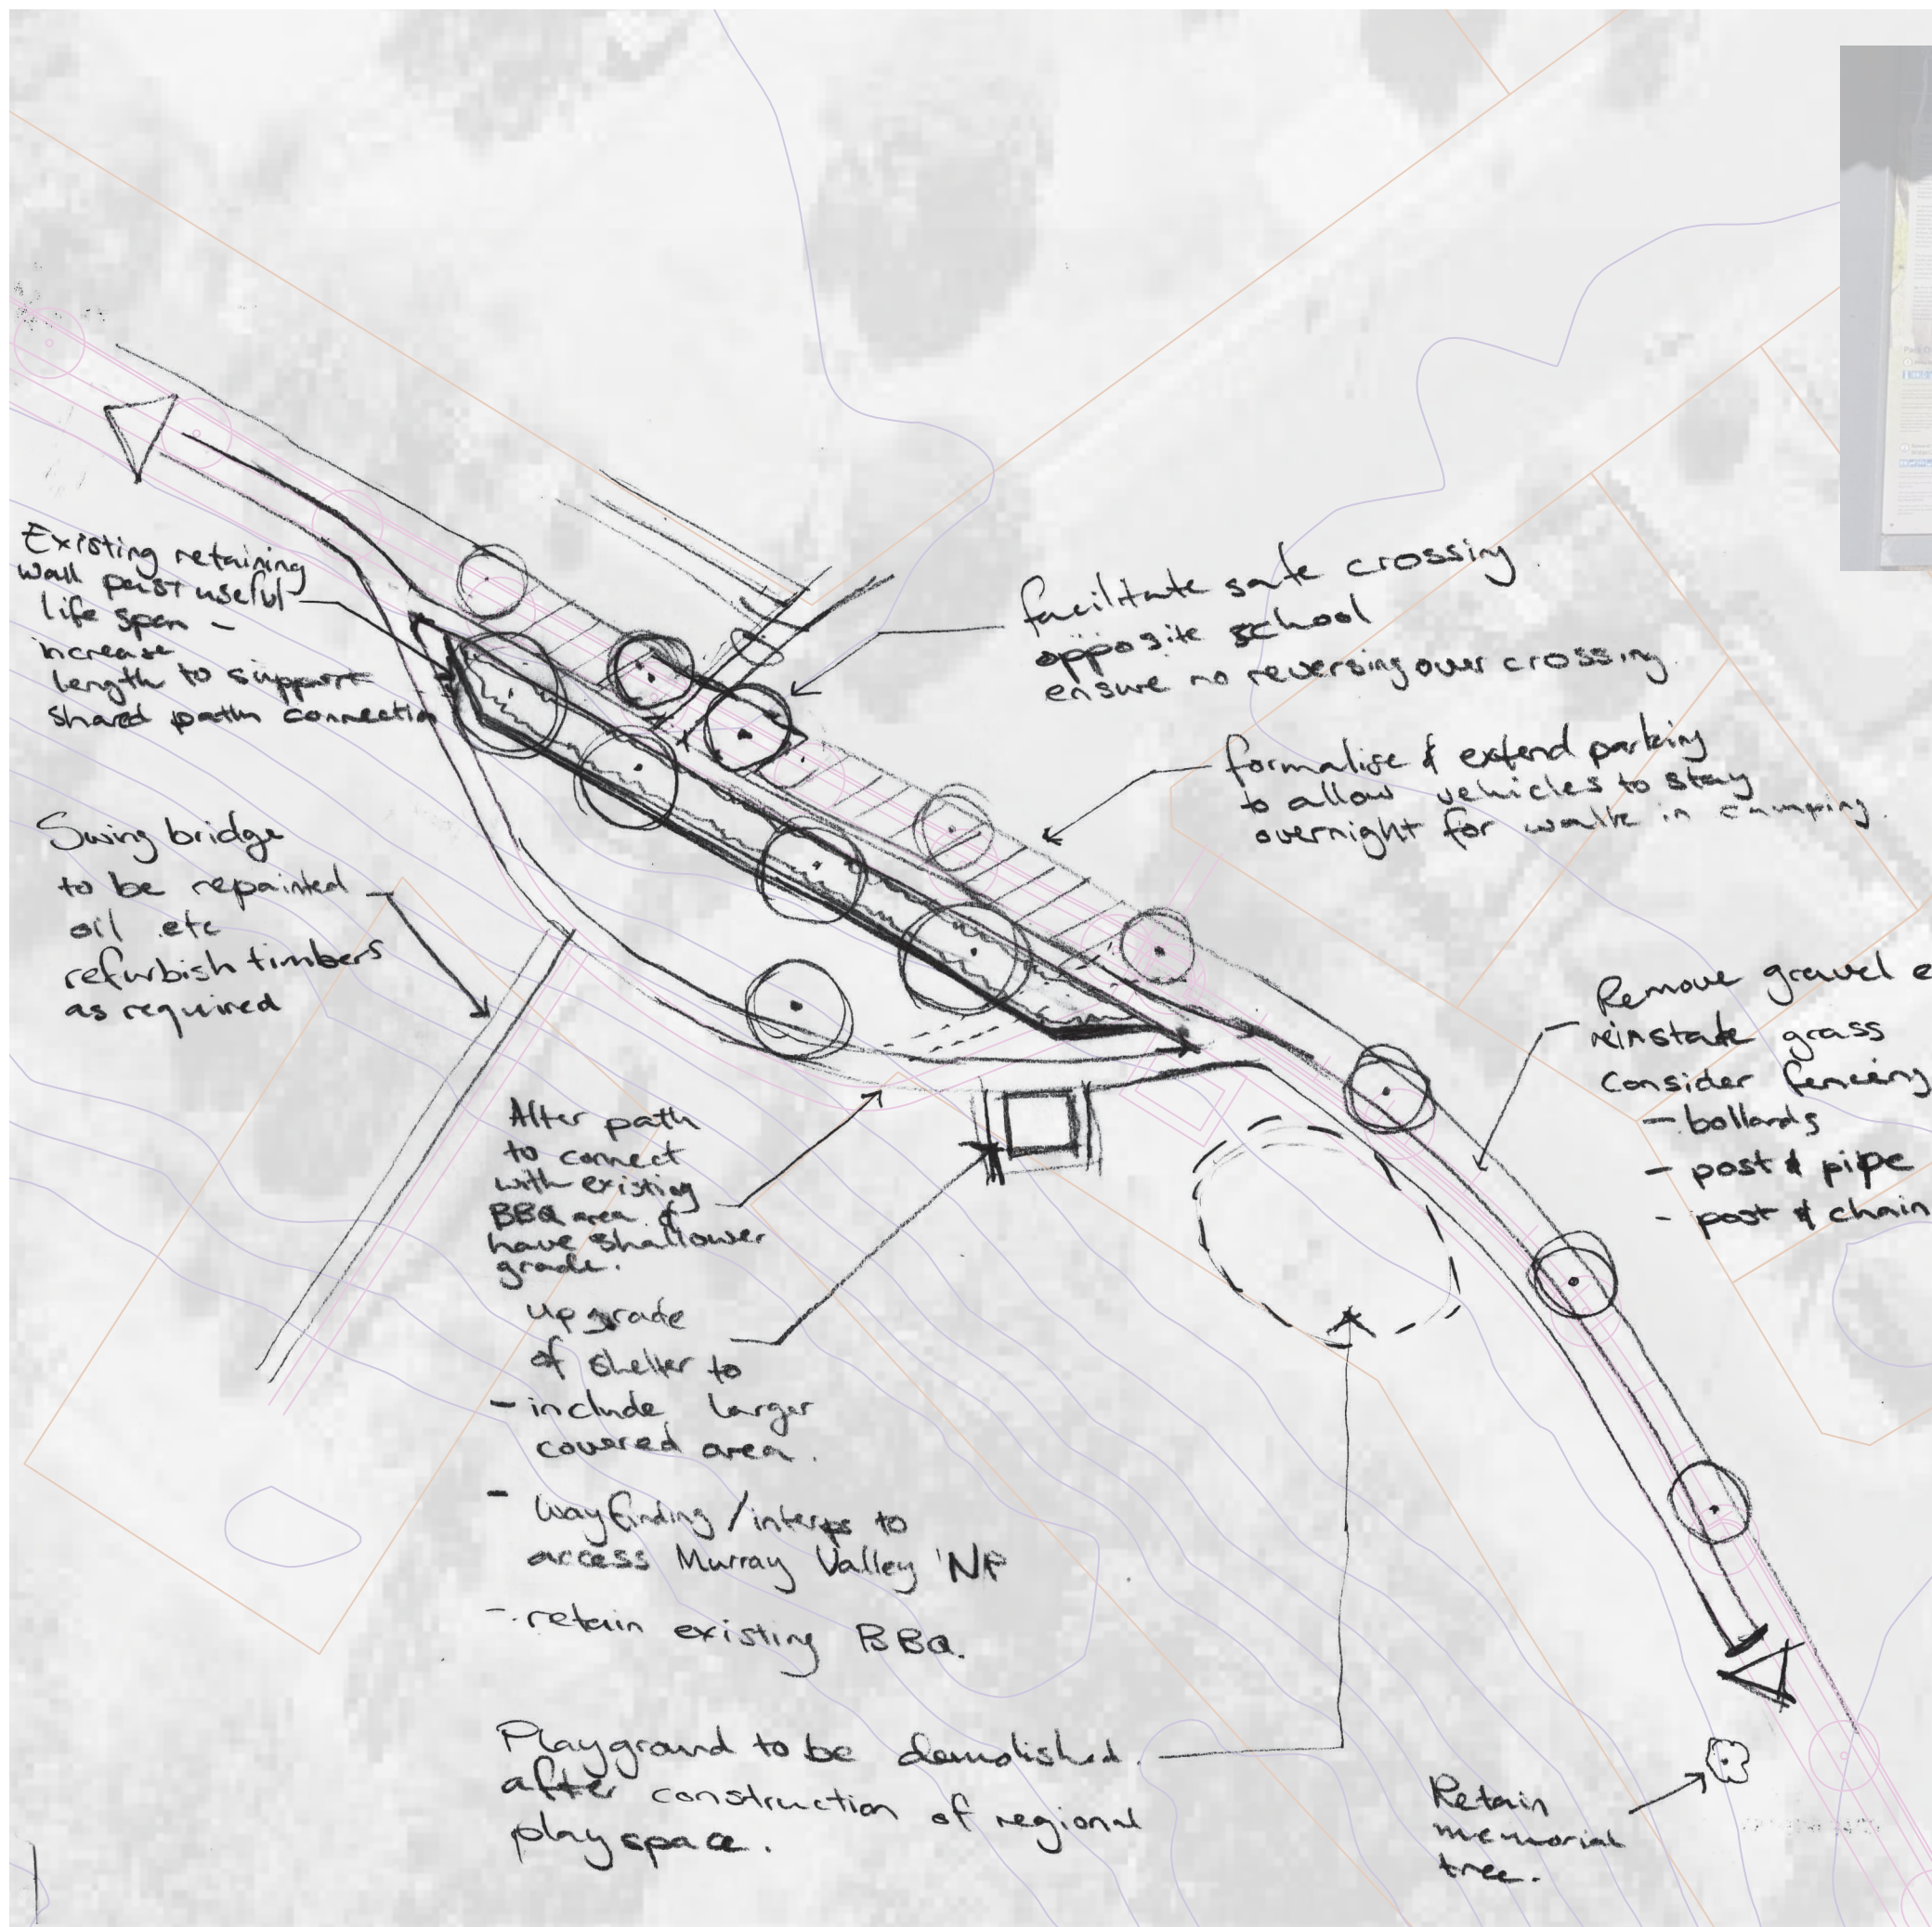 Existing retaining
wall past useful
life span -
increase
length to support
shared path connection
facilitate safe crossing
opposite school
ensure no reversing over crossing.
formalise & extend parking
to allow vehicles to stay
overnight for walk in camping.
Swing bridge
to be repainted
oil etc
refurbish timbers
as required
Remove gravel
reinstate grass
Consider fencing
- bollards
- post & pipe
- post & chain
Alter path
to connect
with existing
BBQ area &
have shallower
grade.
upgrade
of shelter to
- include larger
covered area.
- Wayfinding/interps to
access Murray Valley NP
- retain existing BBQ.
Playground to be demolished
after construction of regional
play space.
Retain
memorial
tree.